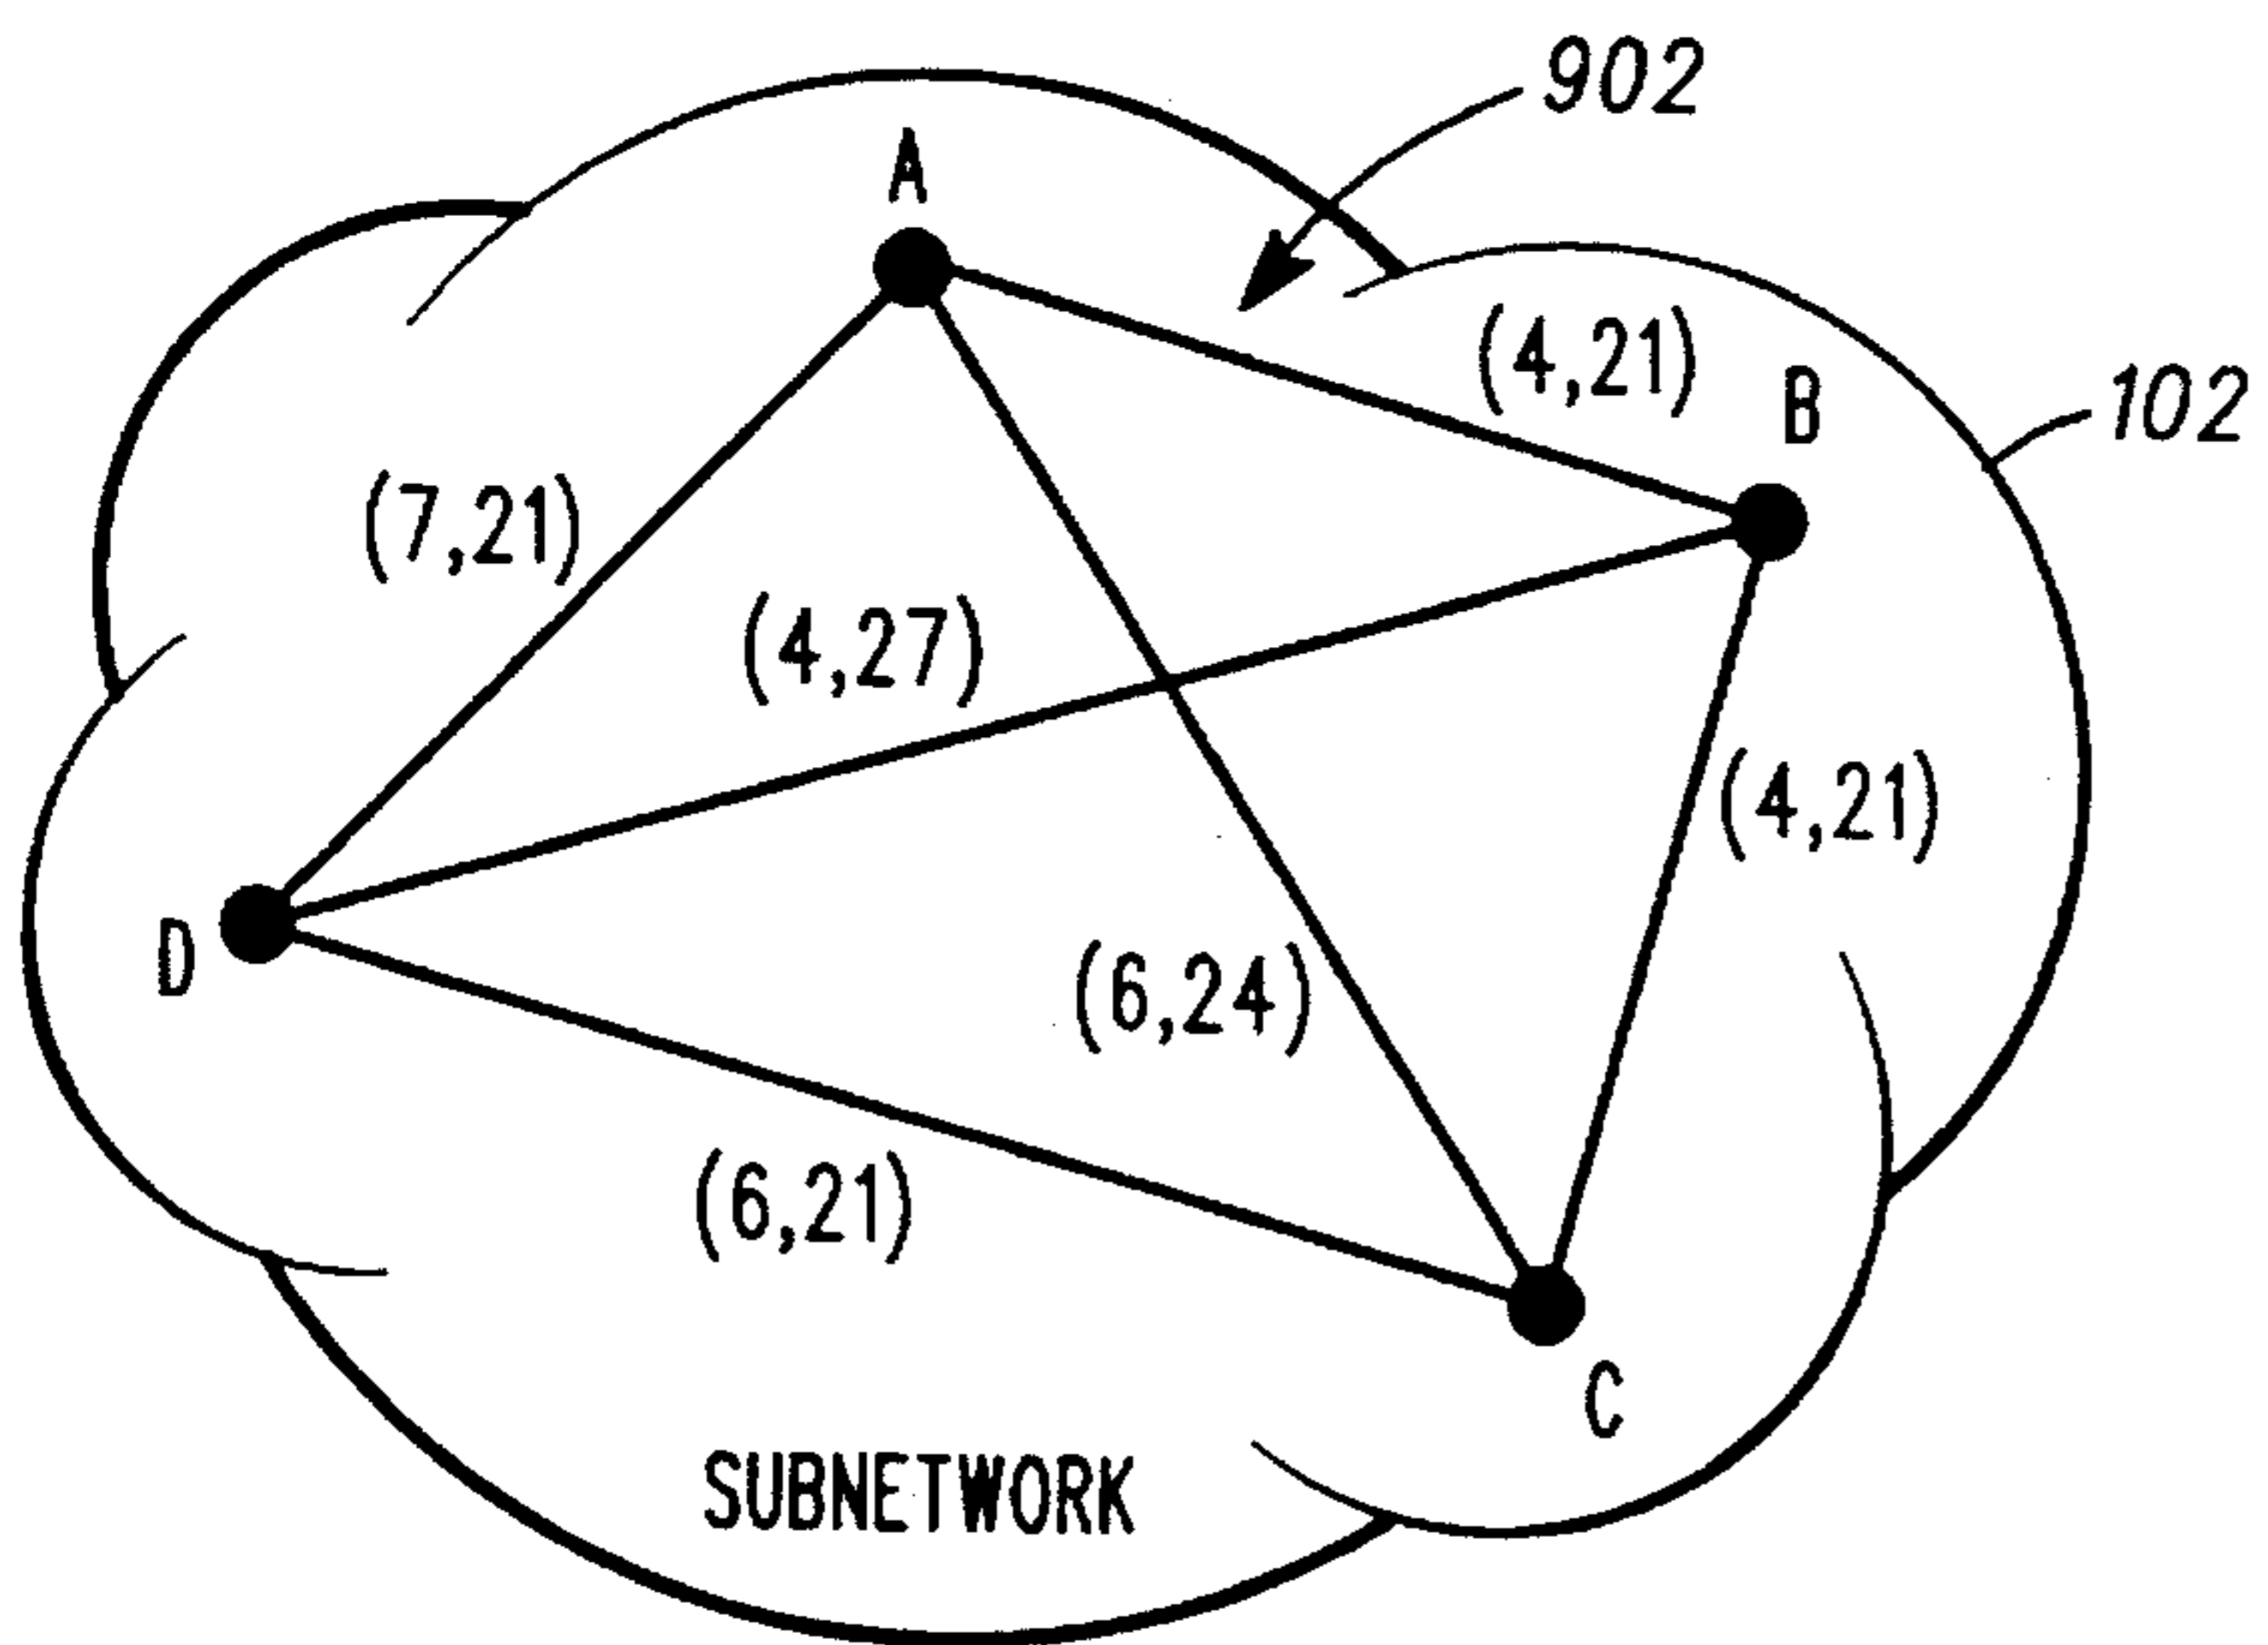 902
A
(4,21)
B
102
(7,21)
(4,27)
(4,21)
D
(6,24)
(6,21)
C
SUBNETWORK